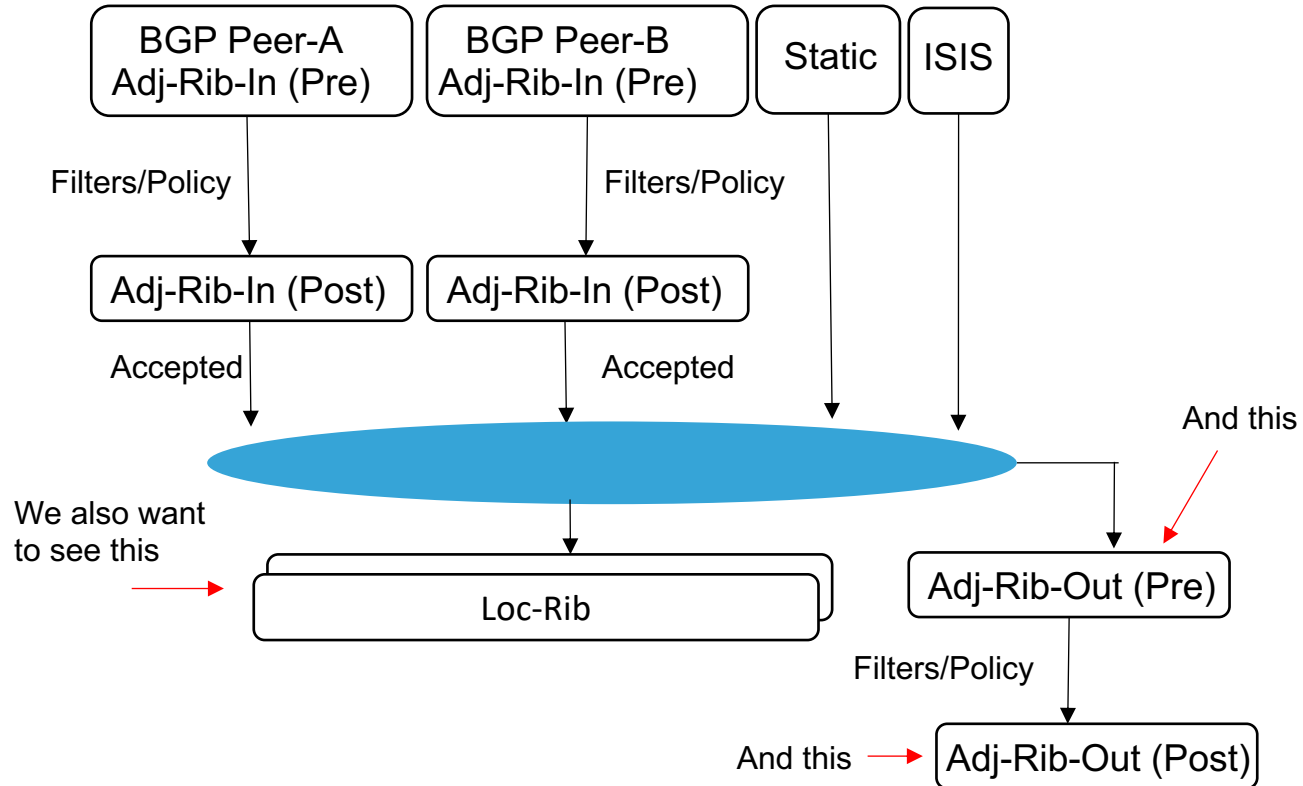 BGP Peer-A
Adj-Rib-In (Pre)
BGP Peer-B
Adj-Rib-In (Pre)
Static
ISIS
Filters/Policy
Filters/Policy
Adj-Rib-In (Post)
Adj-Rib-In (Post)
Accepted
Accepted
And this
We also want
to see this
Loc-Rib
Adj-Rib-Out (Pre)
Filters/Policy
And this
Adj-Rib-Out (Post)